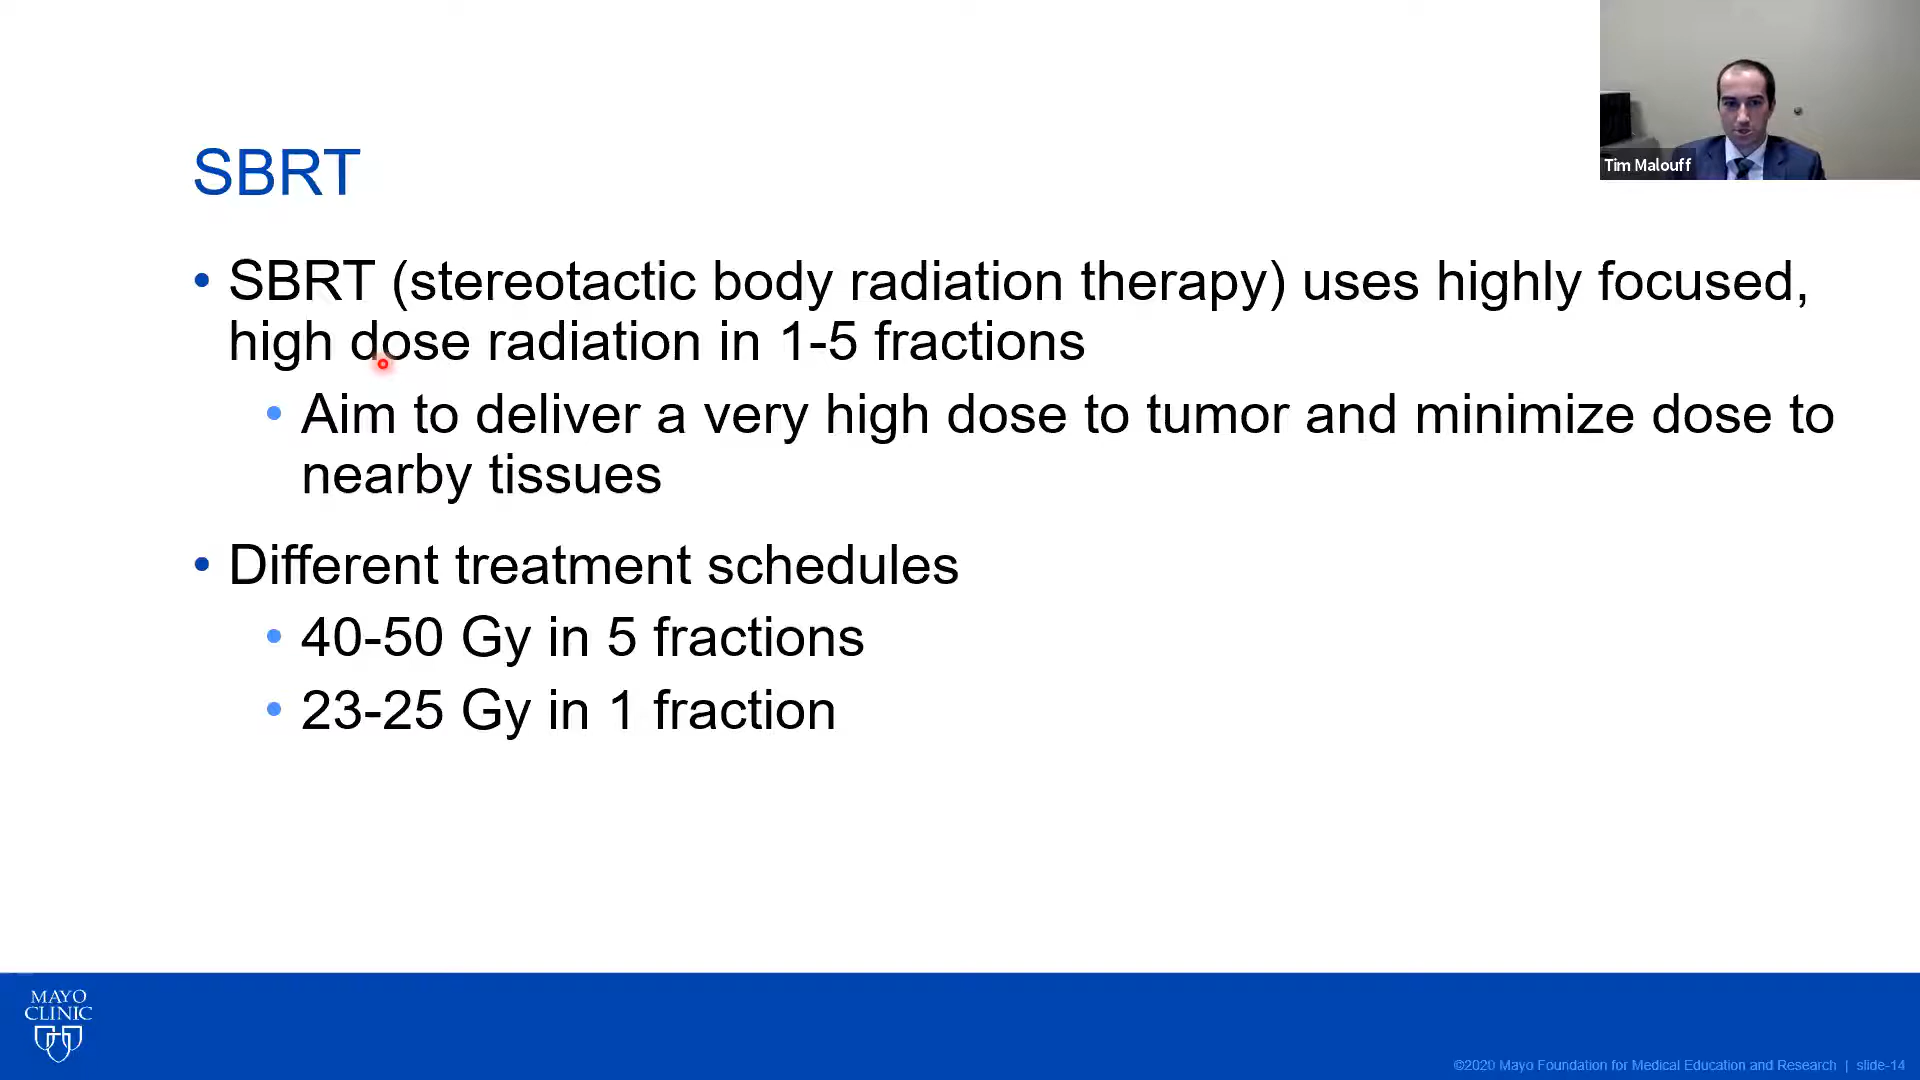 Tim Malouff
SBRT
• SBRT (stereotactic body radiation therapy) uses highly focused,
high dose radiation in 1-5 fractions
• Aim to deliver a very high dose to tumor and minimize dose to
nearby tissues
• Different treatment schedules
• 40-50 Gy in 5 fractions
• 23-25 Gy in 1 fraction
MAYO
CLINIC
©2020 Mayo Foundation for Medical Education and Research | slide-14